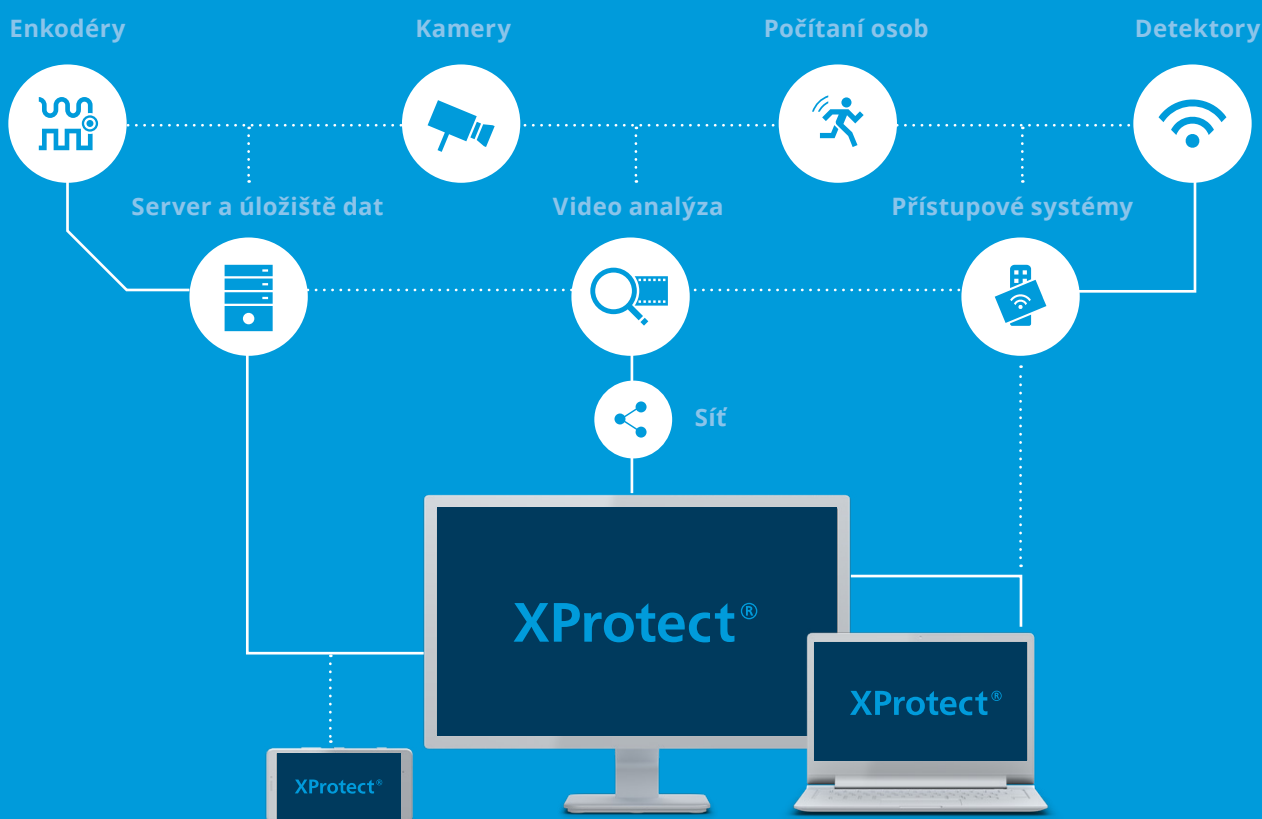 Enkodéry
Kamery
Počítaní osob
Detektory
Server a úložiště dat
Video analýza
Přístupové systémy
Síť
XProtect®
XProtect®
XProtect®